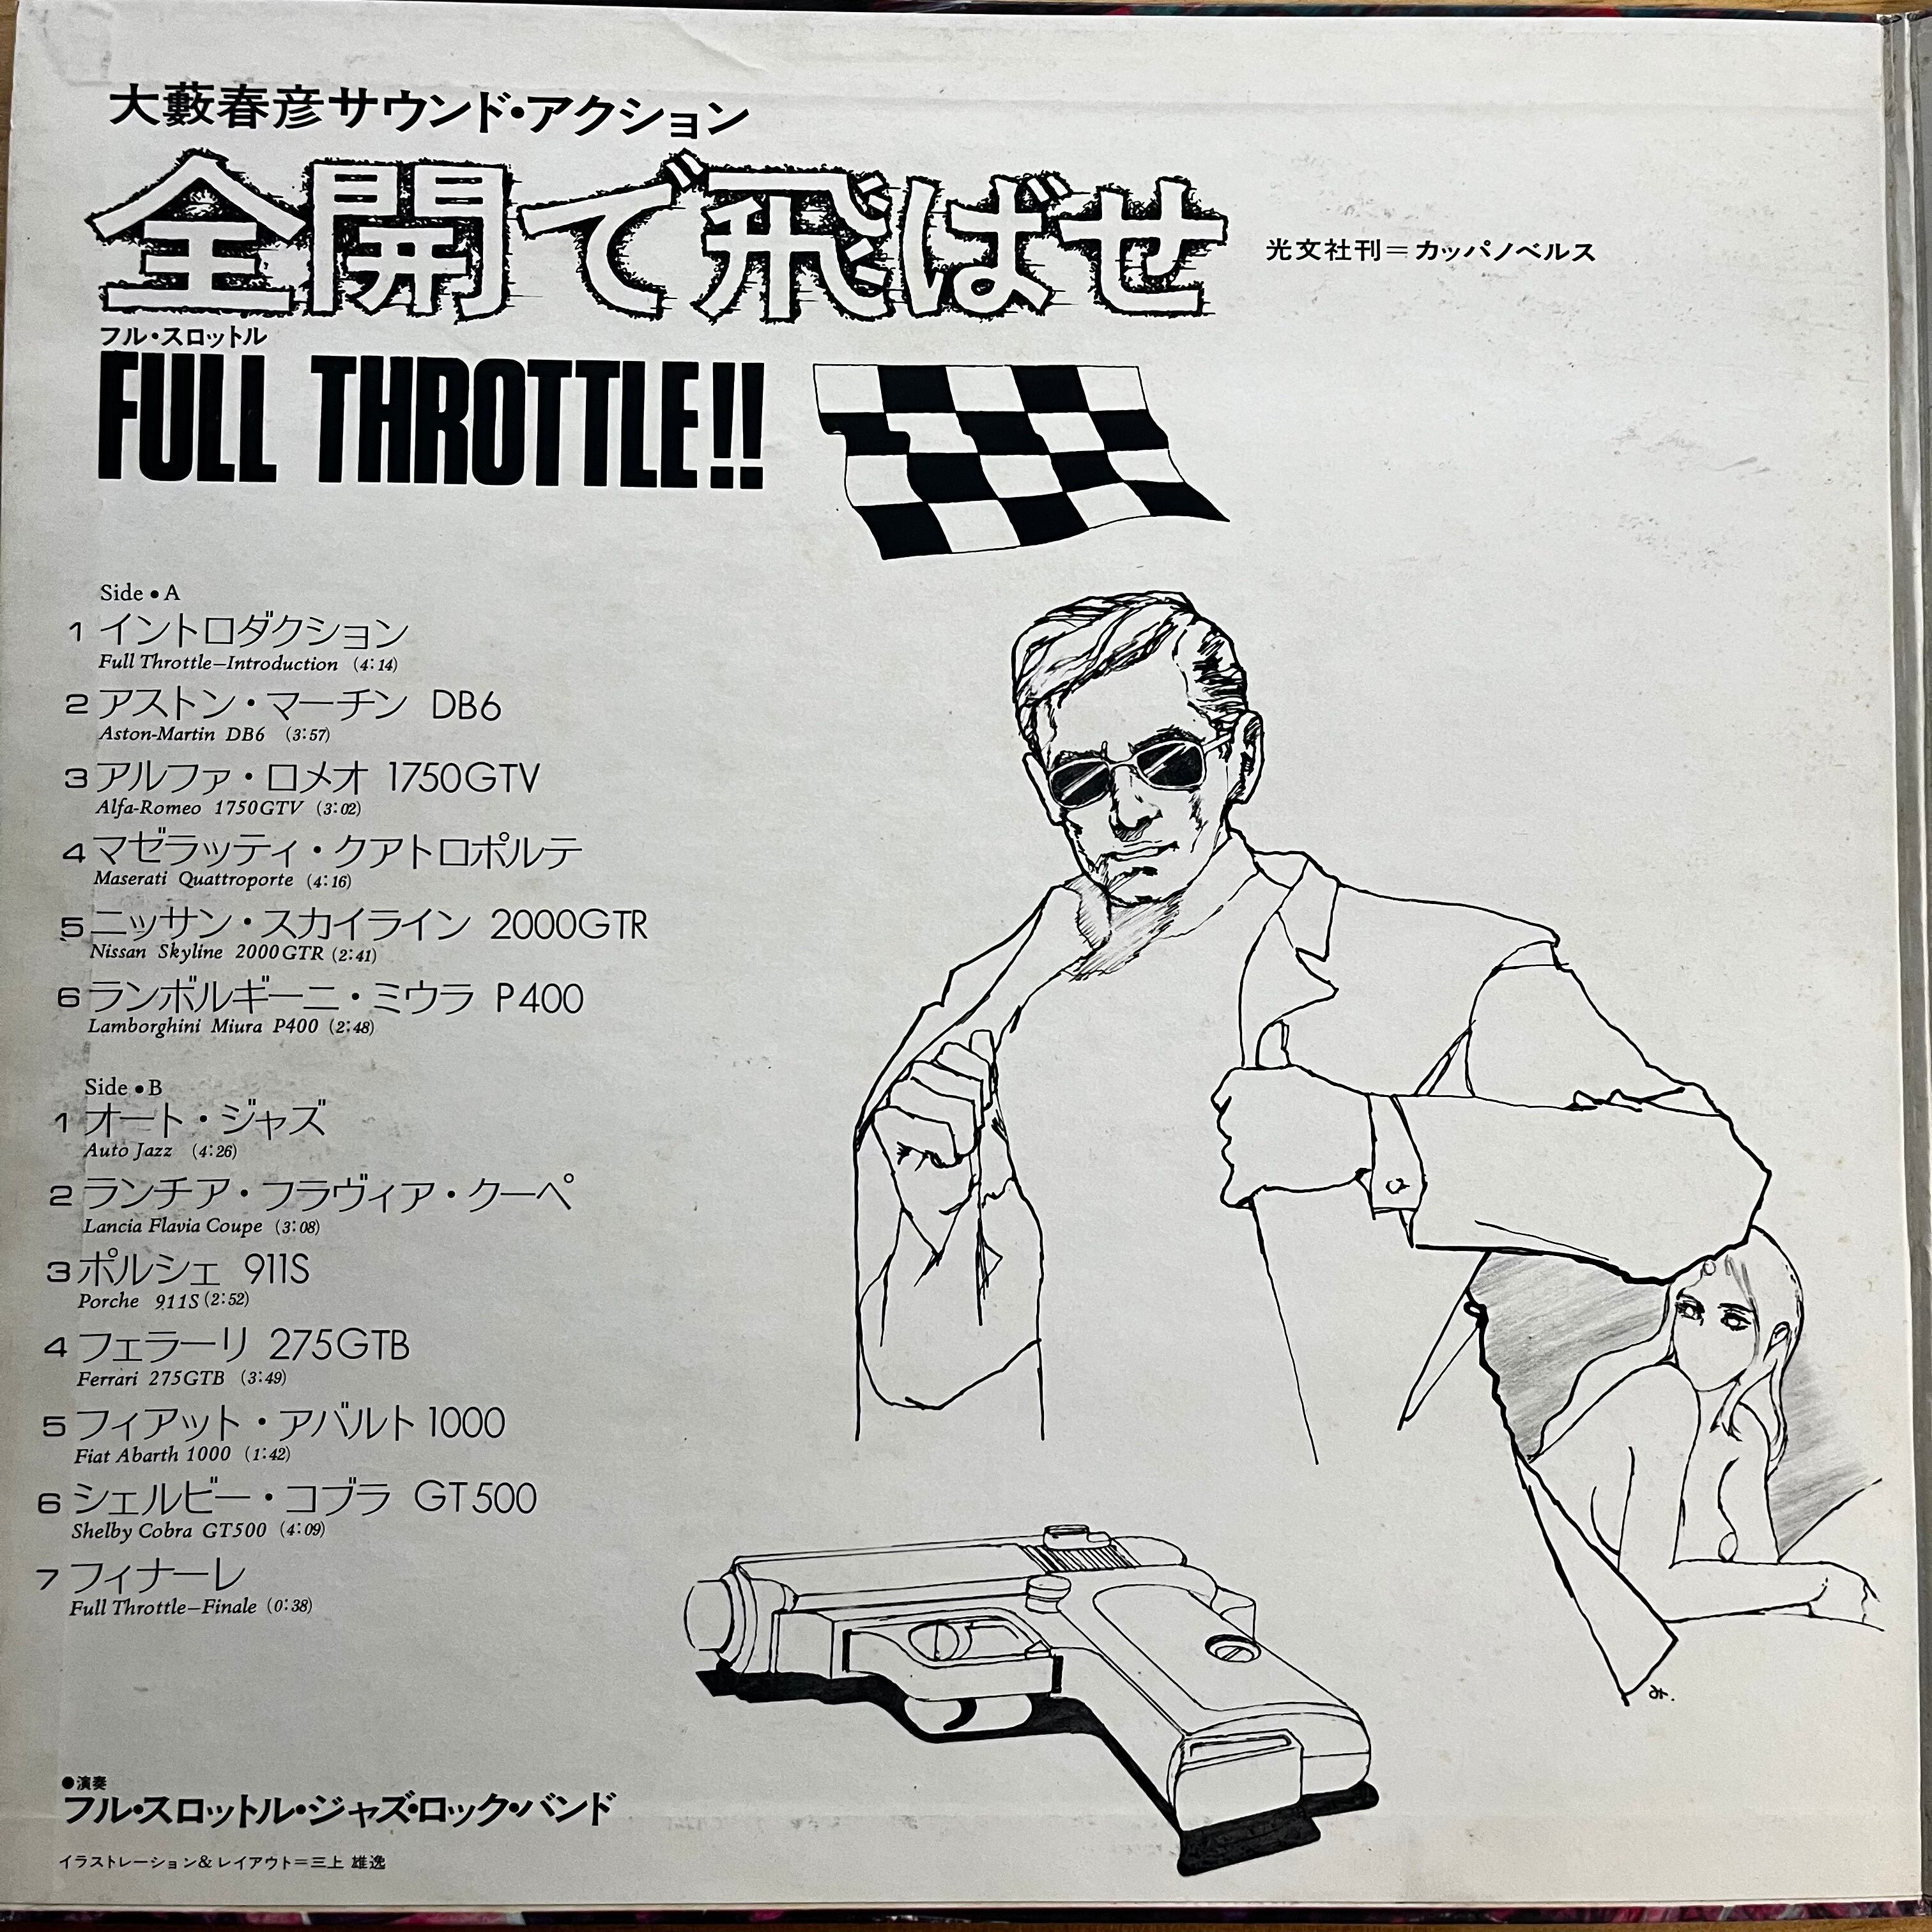 大藪春彦サウンド・アクション
全開で飛ばせ
光文社刊=カッパノベルス
フル・スロットル
FULL THROTTLE!!
Side • A
1 イントロダクション
Full Throttle–Introduction (4:14)
2 アストン・マーチン DB6
Aston-Martin DB6 (3:57)
3 アルファ・ロメオ 1750GTV
Alfa-Romeo 1750GTV (3:02)
4 マゼラッティ・クアトロポルテ
Maserati Quattroporte (4:16)
5 ニッサン・スカイライン 2000GTR
Nissan Skyline 2000GTR (2:41)
6 ランボルギーニ・ミウラ P400
Lamborghini Miura P400 (2:48)
Side • B
1 オート・ジャズ
Auto Jazz (4:26)
2 ランチア・フラヴィア・クーペ
Lancia Flavia Coupe (3:08)
3 ポルシェ 911S
Porche 911S (2:52)
4 フェラーリ 275GTB
Ferrari 275GTB (3:49)
5 フィアット・アバルト 1000
Fiat Abarth 1000 (1:42)
6 シェルビー・コブラ GT500
Shelby Cobra GT500 (4:09)
7 フィナーレ
Full Throttle–Finale (0:38)
●演奏
フル・スロットル・ジャズ・ロック・バンド
イラストレーション&レイアウト=三上 雄逸